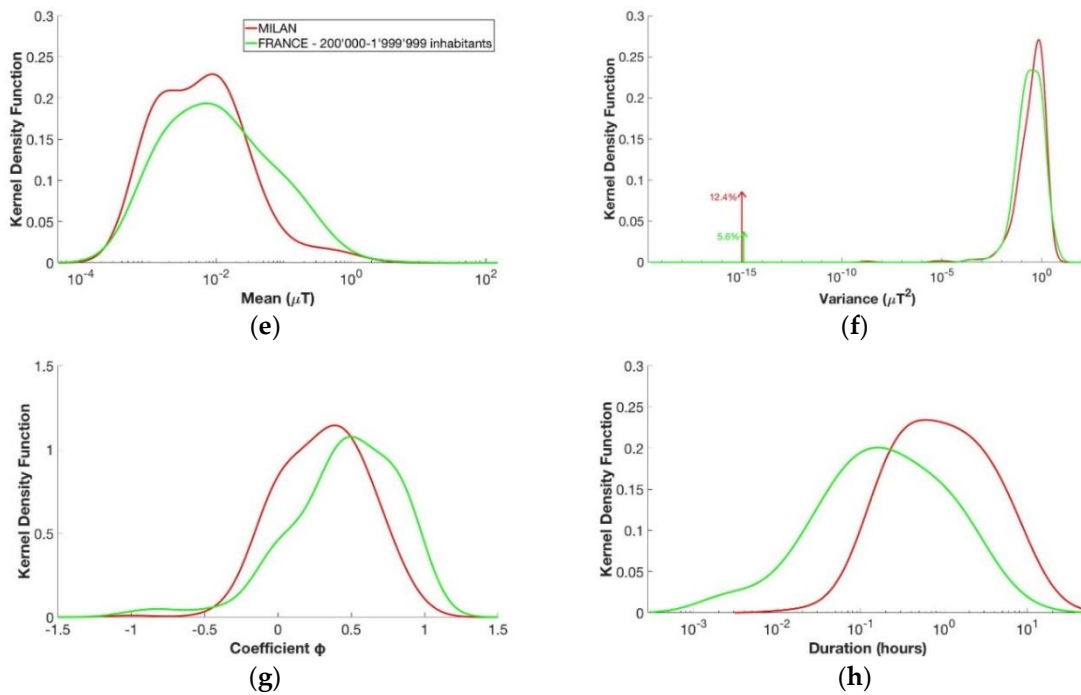 0.3
MILAN
FRANCE - 200'000-1'999'999 inhabitants
0.25
0.2
0.15
0.1
0.05
0
Kernel Density Function
10^-4 10^-2 10^0 10^2
Mean (μT)
(e)
0.3
0.25
0.2
0.15
0.1
0.05
0
Kernel Density Function
12.4%
5.6%
10^-15 10^-10 10^-5 10^0
Variance (μT^2)
(f)
1.5
1
0.5
0
Kernel Density Function
-1.5 -1 -0.5 0 0.5 1 1.5
Coefficient ϕ
(g)
0.3
0.25
0.2
0.15
0.1
0.05
0
Kernel Density Function
10^-3 10^-2 10^-1 10^0 10^1
Duration (hours)
(h)